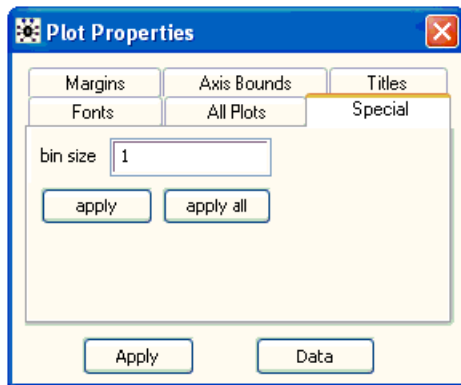 Plot Properties
Margins Axis Bounds Titles
Fonts All Plots Special
bin size 1
apply apply all
Apply Data